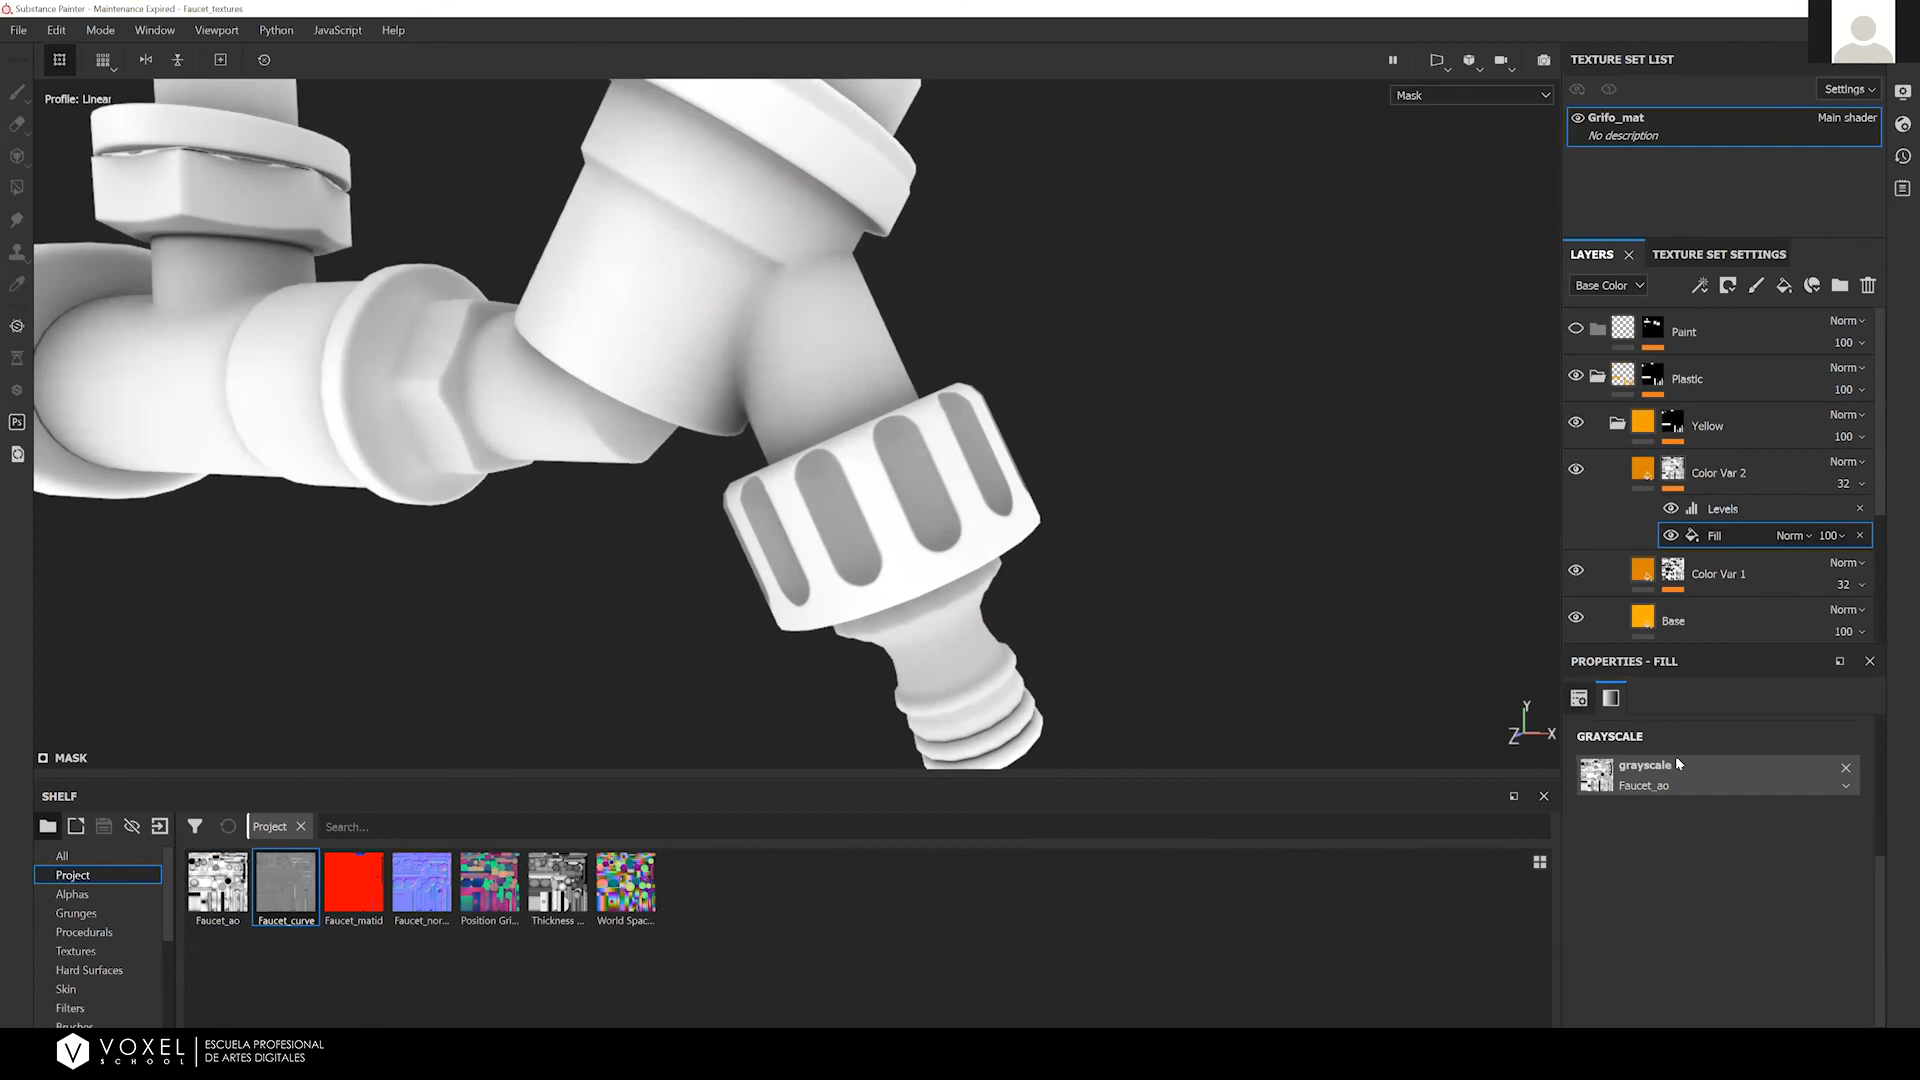 Substance Painter - Maintenance Expired - Faucet_textures
File Edit Mode Window Viewport Python JavaScript Help
Profile: Linear
Mask
TEXTURE SET LIST
Settings
Grifo_mat Main shader
No description
LAYERS TEXTURE SET SETTINGS
Base Color
Paint Norm 100
Plastic Norm 100
Yellow Norm 100
Color Var 2 Norm 32
Levels
Fill Norm 100
Color Var 1 Norm 32
Base Norm 100
PROPERTIES - FILL
GRAYSCALE
grayscale
Faucet_ao
Y
Z X
MASK
SHELF
Ps
Project Search...
All
Project
Alphas
Grunges
Procedurals
Textures
Hard Surfaces
Skin
Filters
Brushes
Faucet_ao Faucet_curve Faucet_matid Faucet_nor... Position Gri... Thickness ... World Spac...
VOXEL SCHOOL
ESCUELA PROFESIONAL
DE ARTES DIGITALES